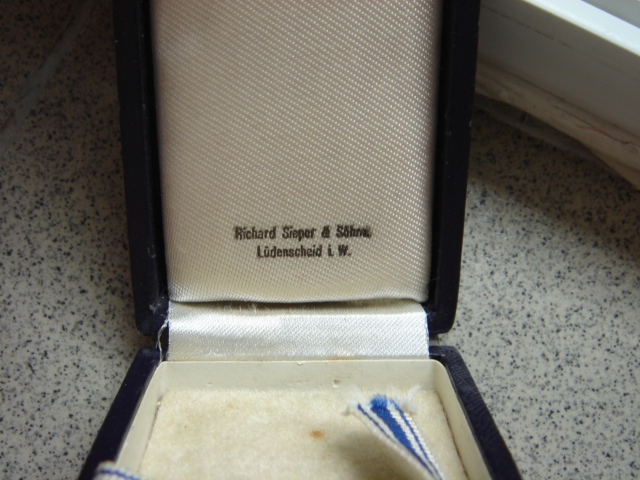 Richard Sieper & Söhne
Lüdenscheid i. W.